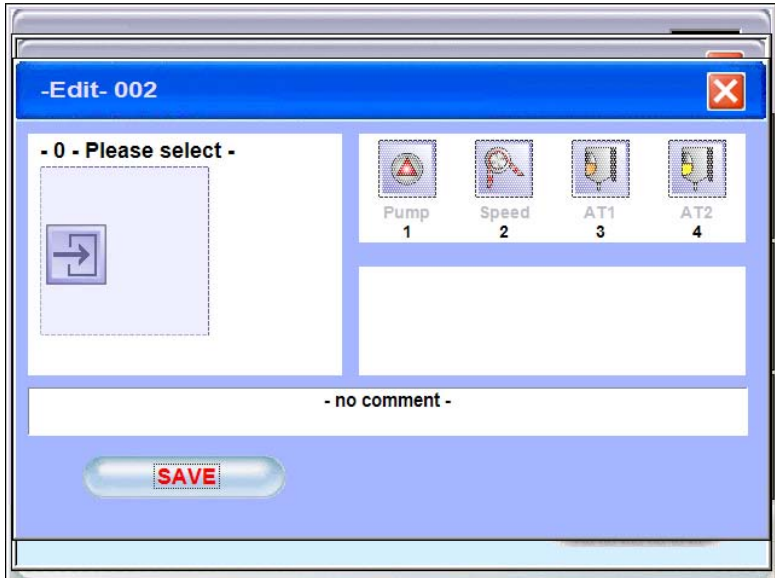 -Edit- 002
- 0 - Please select -
Pump Speed AT1 AT2
1 2 3 4
- no comment -
SAVE